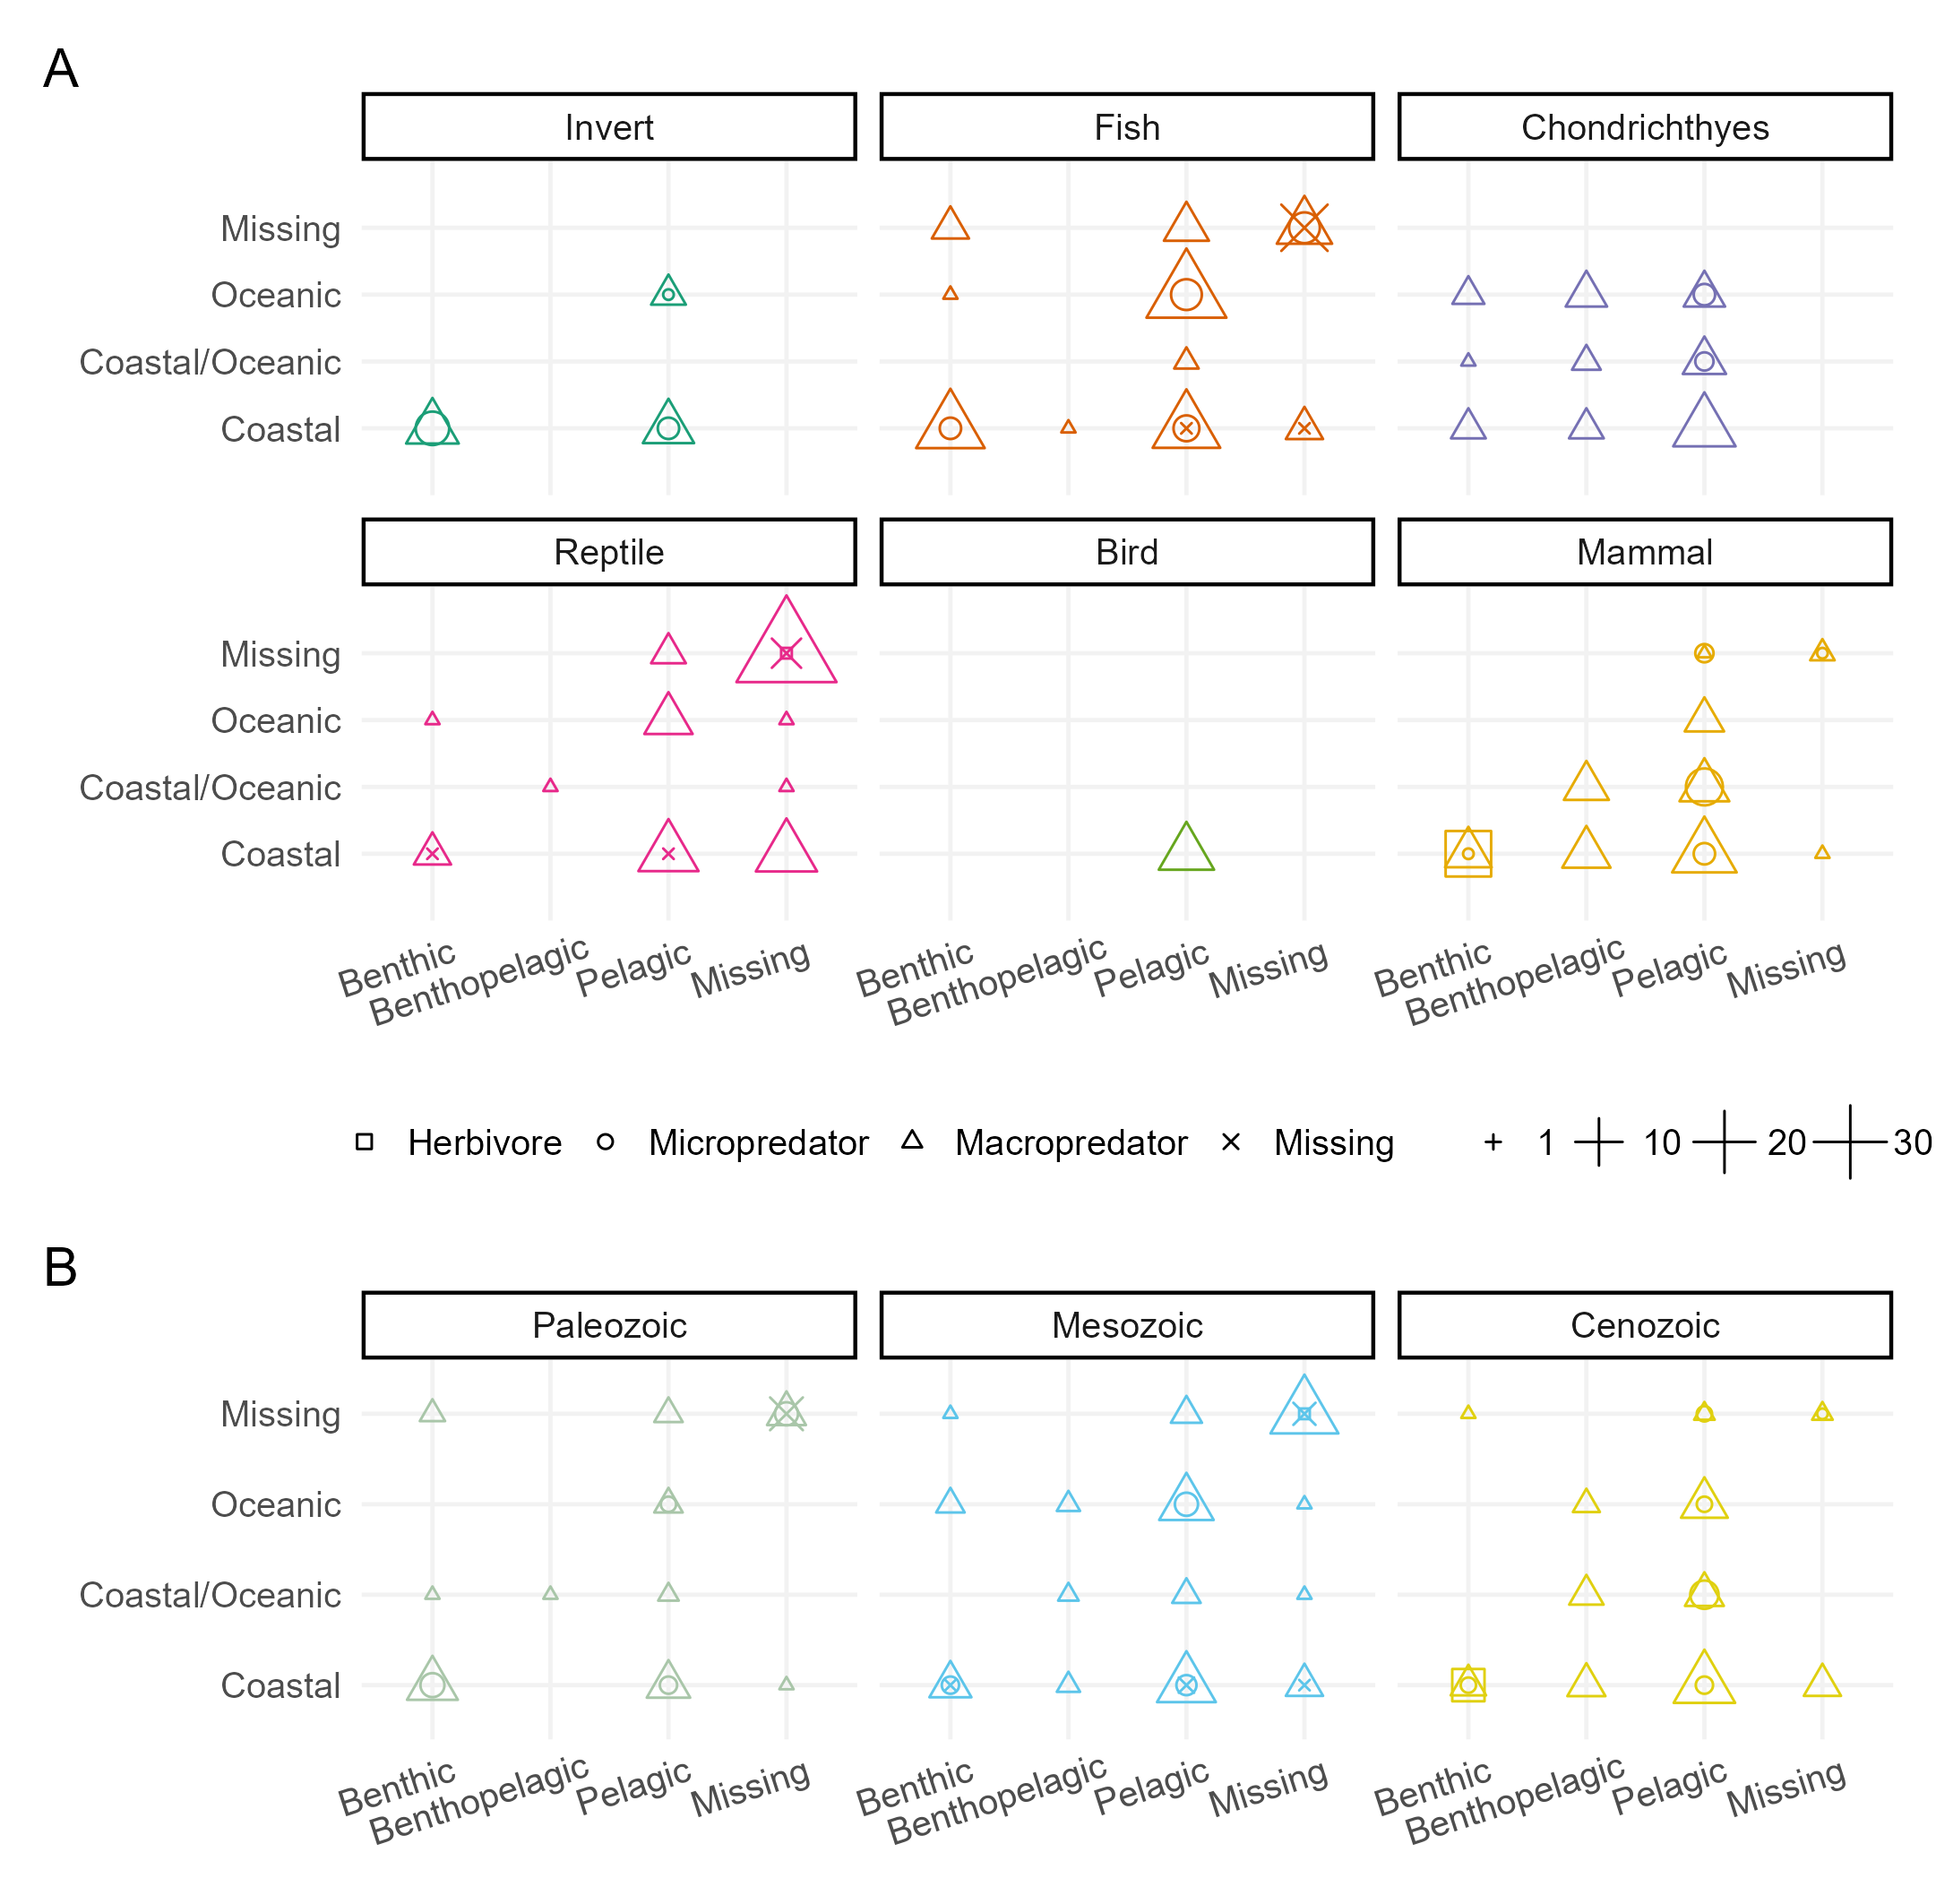 A
Invert Fish Chondrichthyes
Missing
Oceanic
Coastal/Oceanic
Coastal
Reptile Bird Mammal
Missing
Oceanic
Coastal/Oceanic
Coastal
Benthic Benthopelagic Pelagic Missing Benthic Benthopelagic Pelagic Missing Benthic Benthopelagic Pelagic Missing
Herbivore Micropredator Macropredator Missing 1 10 20 30
B
Paleozoic Mesozoic Cenozoic
Missing
Oceanic
Coastal/Oceanic
Coastal
Benthic Benthopelagic Pelagic Missing Benthic Benthopelagic Pelagic Missing Benthic Benthopelagic Pelagic Missing